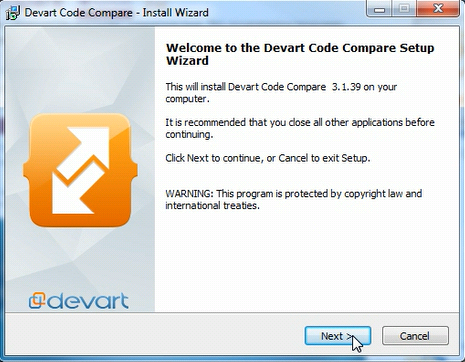 Devart Code Compare - Install Wizard
Welcome to the Devart Code Compare Setup
Wizard
This will install Devart Code Compare 3.1.39 on your
computer.
It is recommended that you close all other applications before
continuing.
Click Next to continue, or Cancel to exit Setup.
WARNING: This program is protected by copyright law and
international treaties.
devart
Next >
Cancel